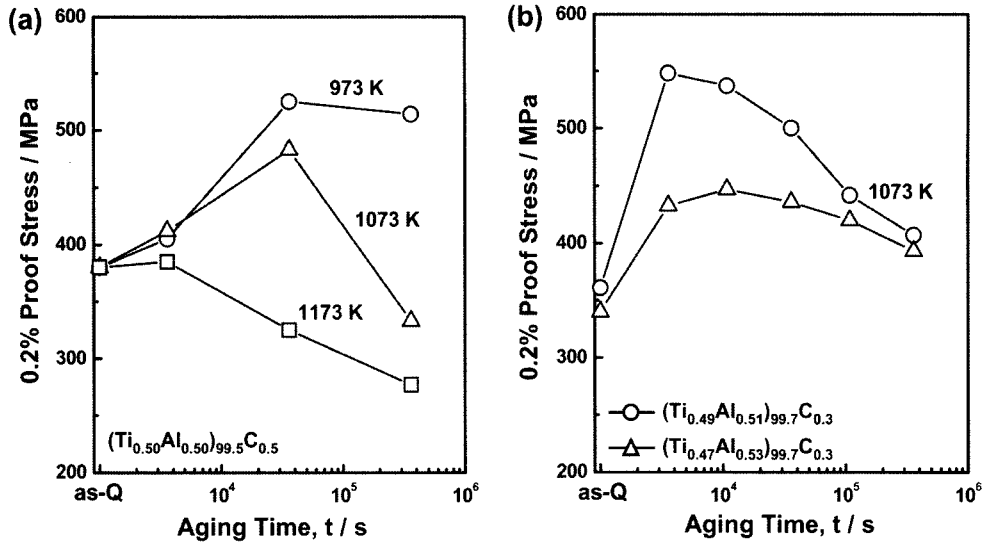 (a)
600
500
400
300
200
0.2% Proof Stress / MPa
973 K
1073 K
1173 K
(Ti0.50Al0.50)99.5C0.5
as-Q 10^4 10^5 10^6
Aging Time, t / s
(b)
600
500
400
300
200
0.2% Proof Stress / MPa
1073 K
(Ti0.49Al0.51)99.7C0.3
(Ti0.47Al0.53)99.7C0.3
as-Q 10^4 10^5 10^6
Aging Time, t / s